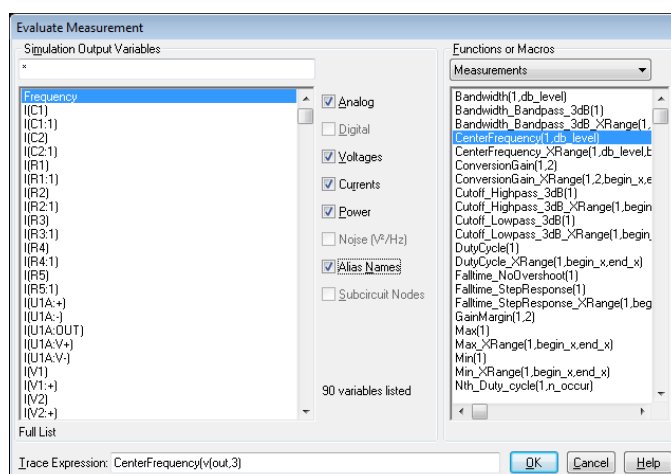 Evaluate Measurement
Simulation Output Variables
*
Frequency
I(C1)
I(C1:1)
I(C2)
I(C2:1)
I(R1)
I(R1:1)
I(R2)
I(R2:1)
I(R3)
I(R3:1)
I(R4)
I(R4:1)
I(R5)
I(R5:1)
I(U1A:+)
I(U1A:-)
I(U1A:OUT)
I(U1A:V+)
I(U1A:V-)
I(V1)
I(V1:+)
I(V2)
I(V2:+)
Full List
Analog
Digital
Voltages
Currents
Power
Noise (V²/Hz)
Alias Names
Subcircuit Nodes
90 variables listed
Functions or Macros
Measurements
Bandwidth(1,db_level)
Bandwidth_Bandpass_3dB(1)
Bandwidth_Bandpass_3dB_XRange(1,
CenterFrequency(1,db_level)
CenterFrequency_XRange(1,db_level,b
ConversionGain(1,2)
ConversionGain_XRange(1,2,begin_x,e
Cutoff_Highpass_3dB(1)
Cutoff_Highpass_3dB_XRange(1,begin
Cutoff_Lowpass_3dB(1)
Cutoff_Lowpass_3dB_XRange(1,begin_
DutyCycle(1)
DutyCycle_XRange(1,begin_x,end_x)
Falltime_NoOvershoot(1)
Falltime_StepResponse(1)
Falltime_StepResponse_XRange(1,beg
GainMargin(1,2)
Max(1)
Max_XRange(1,begin_x,end_x)
Min(1)
Min_XRange(1,begin_x,end_x)
Nth_Duty_cycle(1,n_occur)
Trace Expression: CenterFrequency(v(out,3)
OK
Cancel
Help